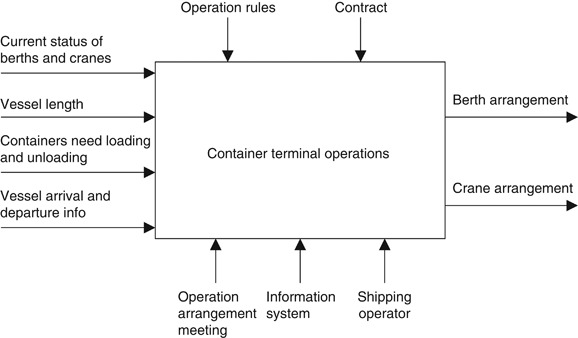 Operation rules
Contract
Current status of
berths and cranes
Vessel length
Containers need loading
and unloading
Vessel arrival and
departure info
Container terminal operations
Berth arrangement
Crane arrangement
Operation
arrangement
meeting
Information
system
Shipping
operator